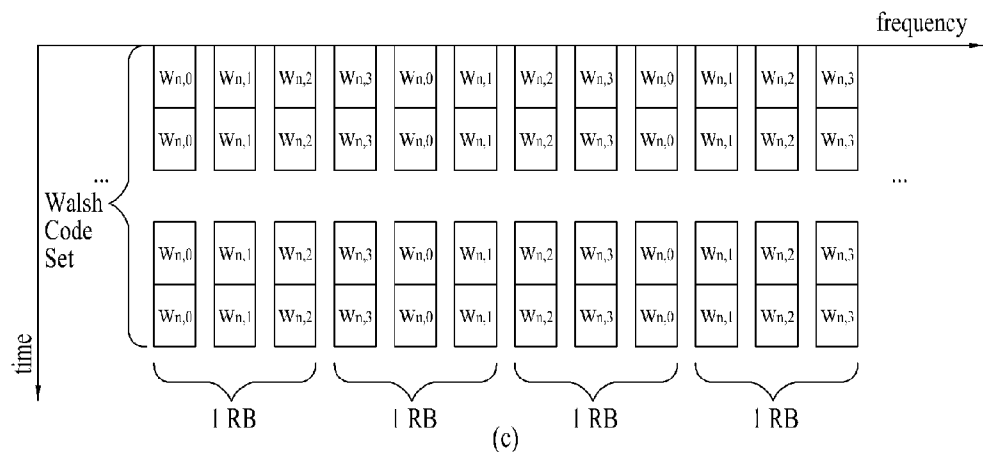 frequency
Wn,0 Wn,1 Wn,2 Wn,3 Wn,0 Wn,1 Wn,2 Wn,3 Wn,0 Wn,1 Wn,2 Wn,3
Wn,0 Wn,1 Wn,2 Wn,3 Wn,0 Wn,1 Wn,2 Wn,3 Wn,0 Wn,1 Wn,2 Wn,3
... ...
Walsh
Code
Set
Wn,0 Wn,1 Wn,2 Wn,3 Wn,0 Wn,1 Wn,2 Wn,3 Wn,0 Wn,1 Wn,2 Wn,3
Wn,0 Wn,1 Wn,2 Wn,3 Wn,0 Wn,1 Wn,2 Wn,3 Wn,0 Wn,1 Wn,2 Wn,3
time
1 RB 1 RB 1 RB 1 RB
(c)